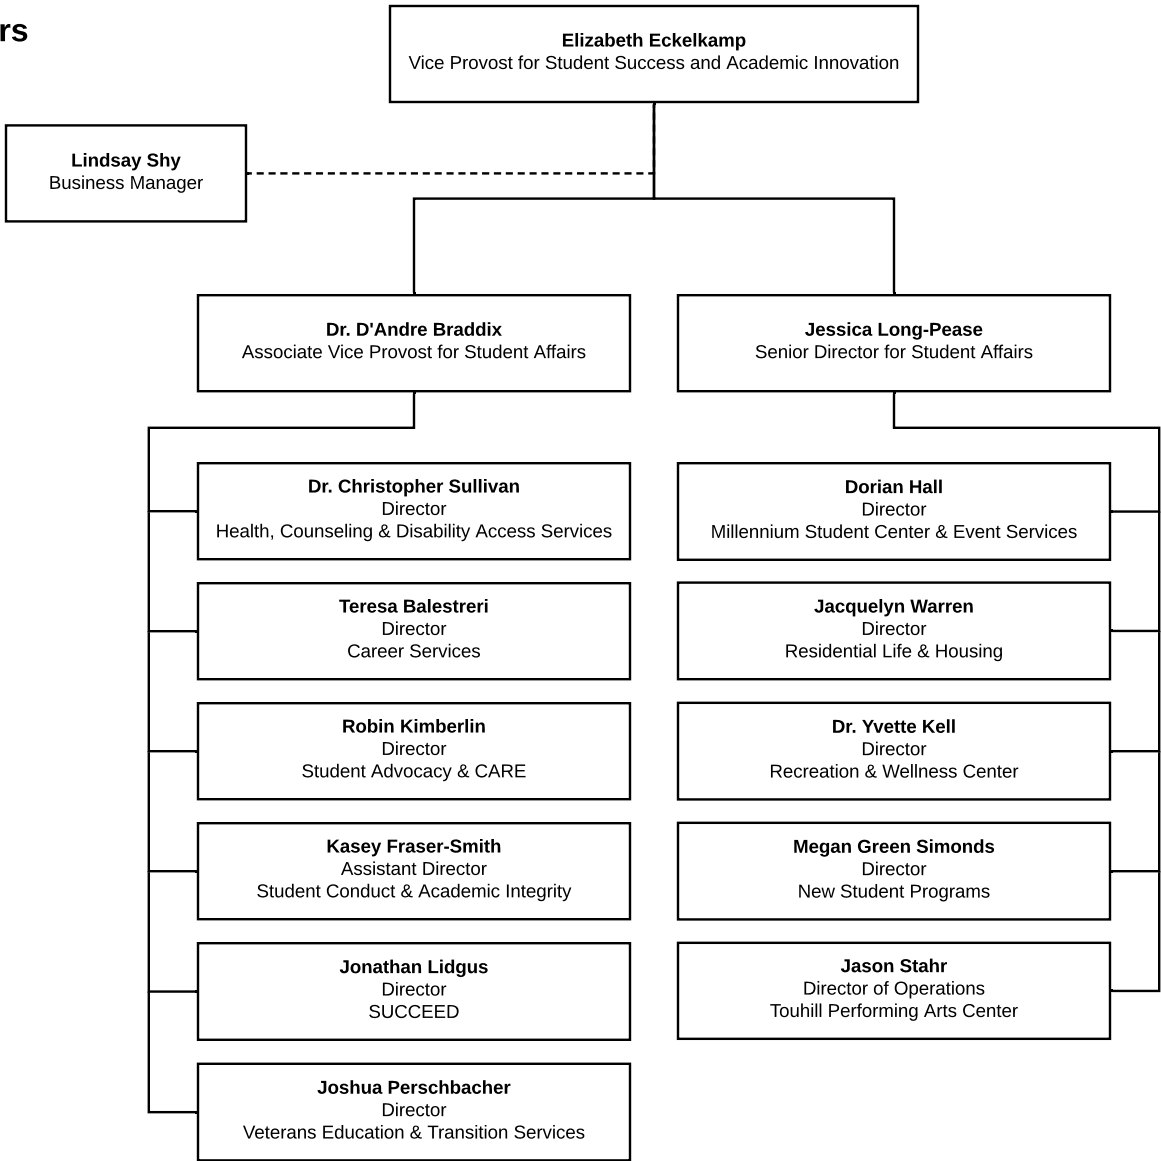 rs
Elizabeth Eckelkamp
Vice Provost for Student Success and Academic Innovation
Lindsay Shy
Business Manager
Dr. D'Andre Braddix
Associate Vice Provost for Student Affairs
Jessica Long-Pease
Senior Director for Student Affairs
Dr. Christopher Sullivan
Director
Health, Counseling & Disability Access Services
Teresa Balestreri
Director
Career Services
Robin Kimberlin
Director
Student Advocacy & CARE
Kasey Fraser-Smith
Assistant Director
Student Conduct & Academic Integrity
Jonathan Lidgus
Director
SUCCEED
Joshua Perschbacher
Director
Veterans Education & Transition Services
Dorian Hall
Director
Millennium Student Center & Event Services
Jacquelyn Warren
Director
Residential Life & Housing
Dr. Yvette Kell
Director
Recreation & Wellness Center
Megan Green Simonds
Director
New Student Programs
Jason Stahr
Director of Operations
Touhill Performing Arts Center